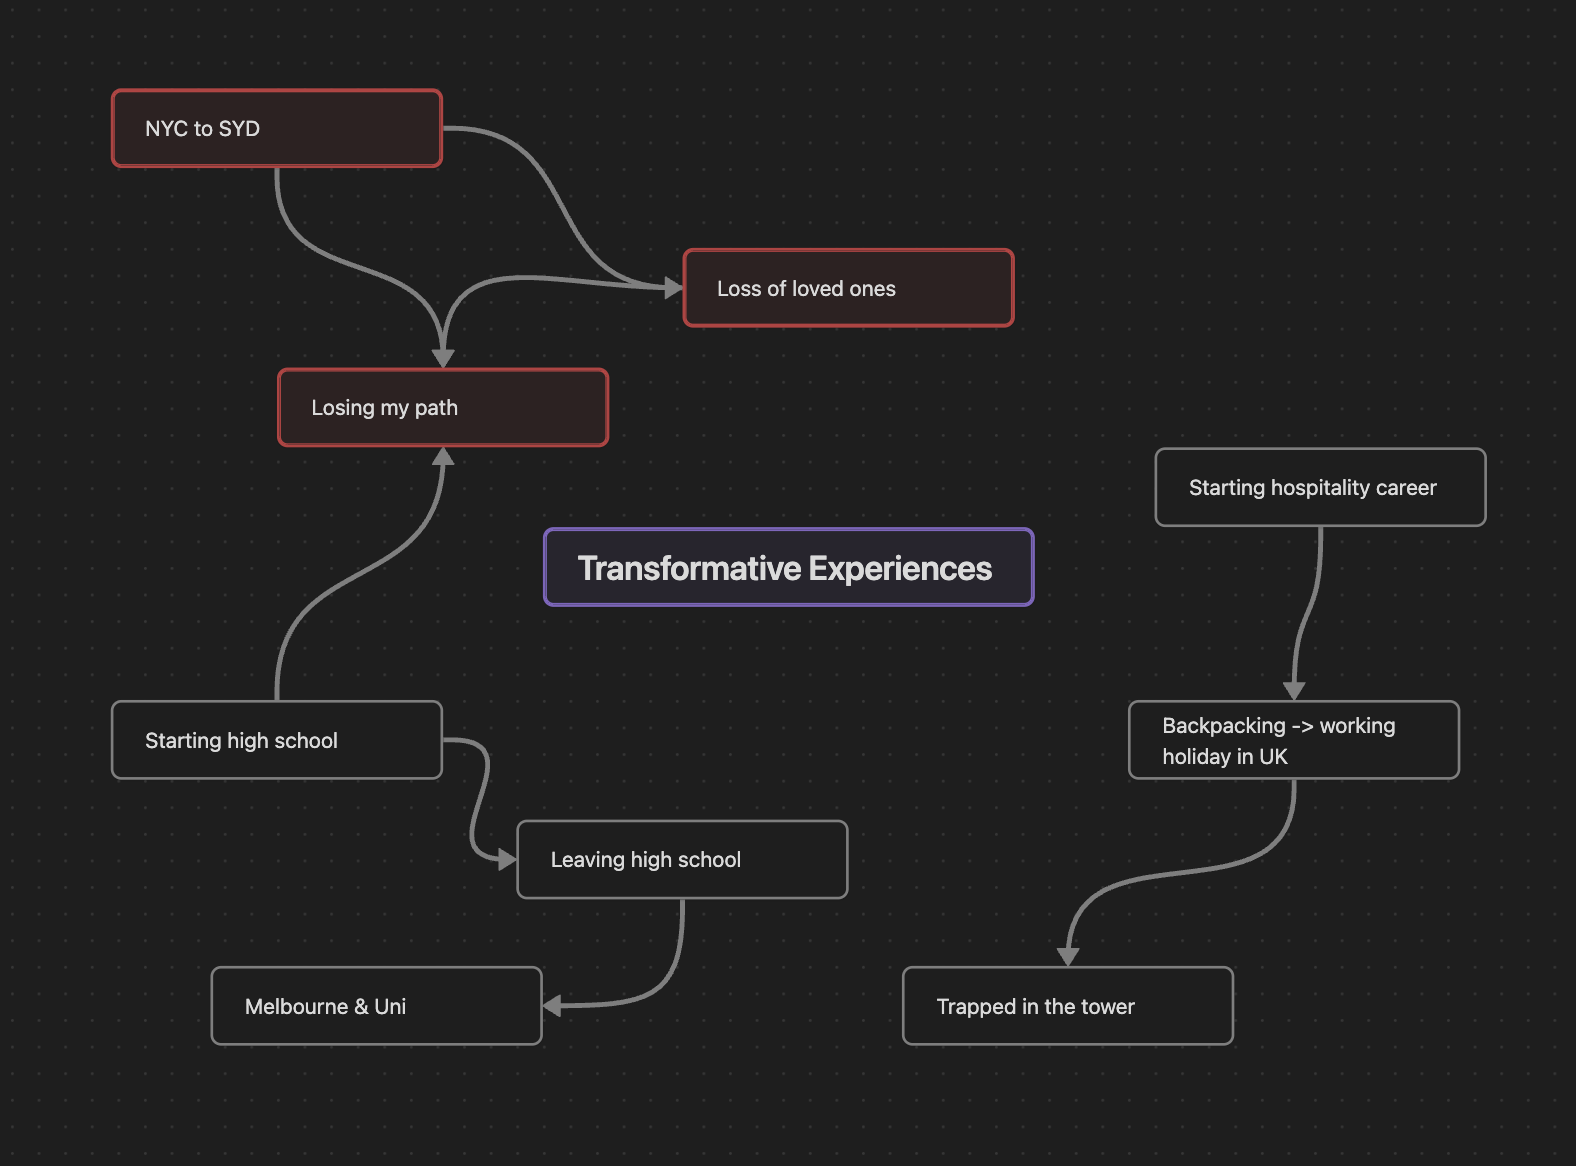 NYC to SYD
Loss of loved ones
Losing my path
Starting hospitality career
Transformative Experiences
Starting high school
Backpacking -> working
holiday in UK
Leaving high school
Melbourne & Uni
Trapped in the tower